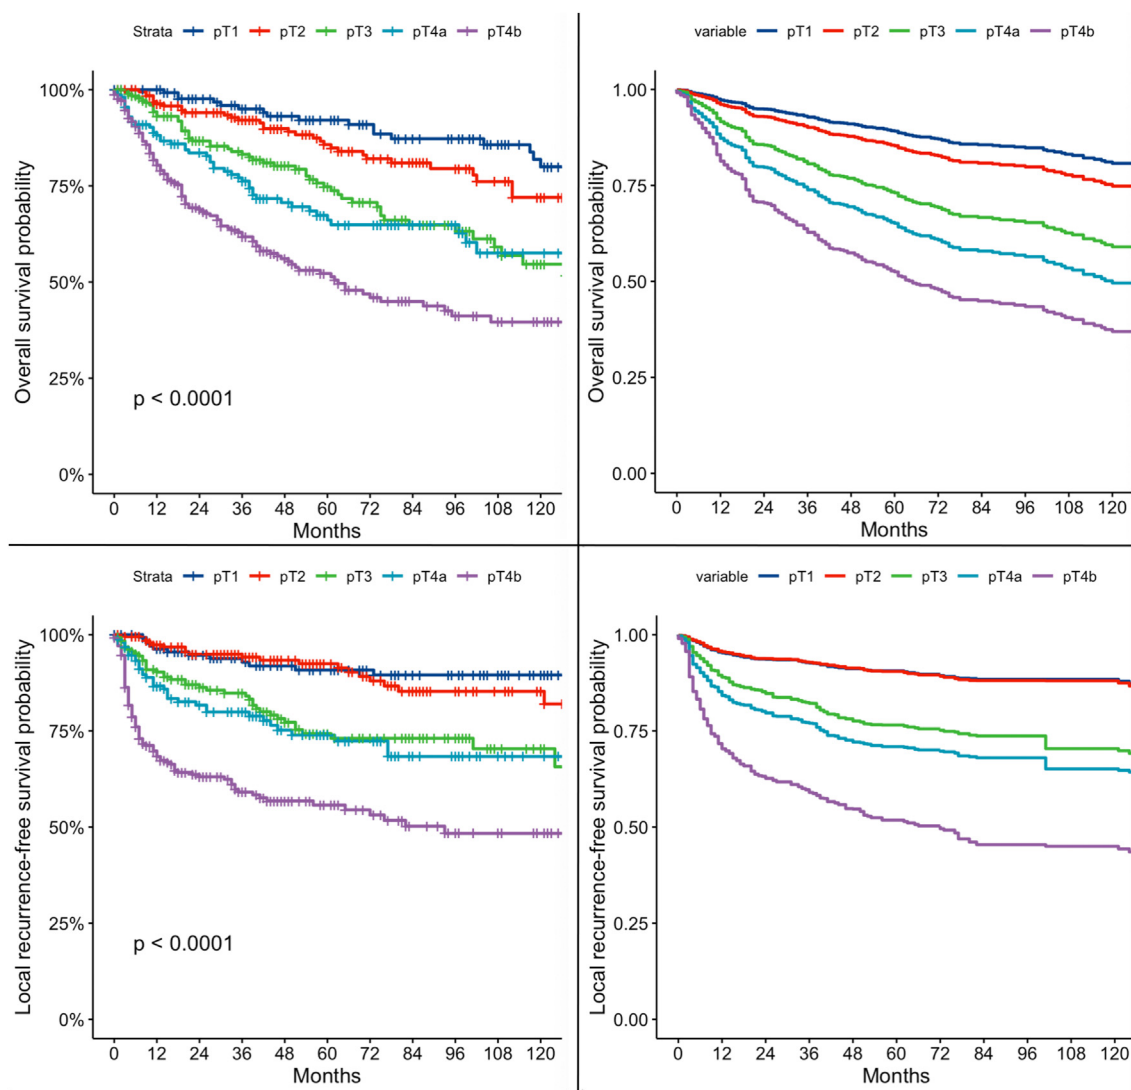 Strata pT1 pT2 pT3 pT4a pT4b
Overall survival probability
100%
75%
50%
25%
0%
p < 0.0001
0 12 24 36 48 60 72 84 96 108 120
Months
variable pT1 pT2 pT3 pT4a pT4b
Overall survival probability
1.00
0.75
0.50
0.25
0.00
0 12 24 36 48 60 72 84 96 108 120
Months
Strata pT1 pT2 pT3 pT4a pT4b
Local recurrence-free survival probability
100%
75%
50%
25%
0%
p < 0.0001
0 12 24 36 48 60 72 84 96 108 120
Months
variable pT1 pT2 pT3 pT4a pT4b
Local recurrence-free survival probability
1.00
0.75
0.50
0.25
0.00
0 12 24 36 48 60 72 84 96 108 120
Months